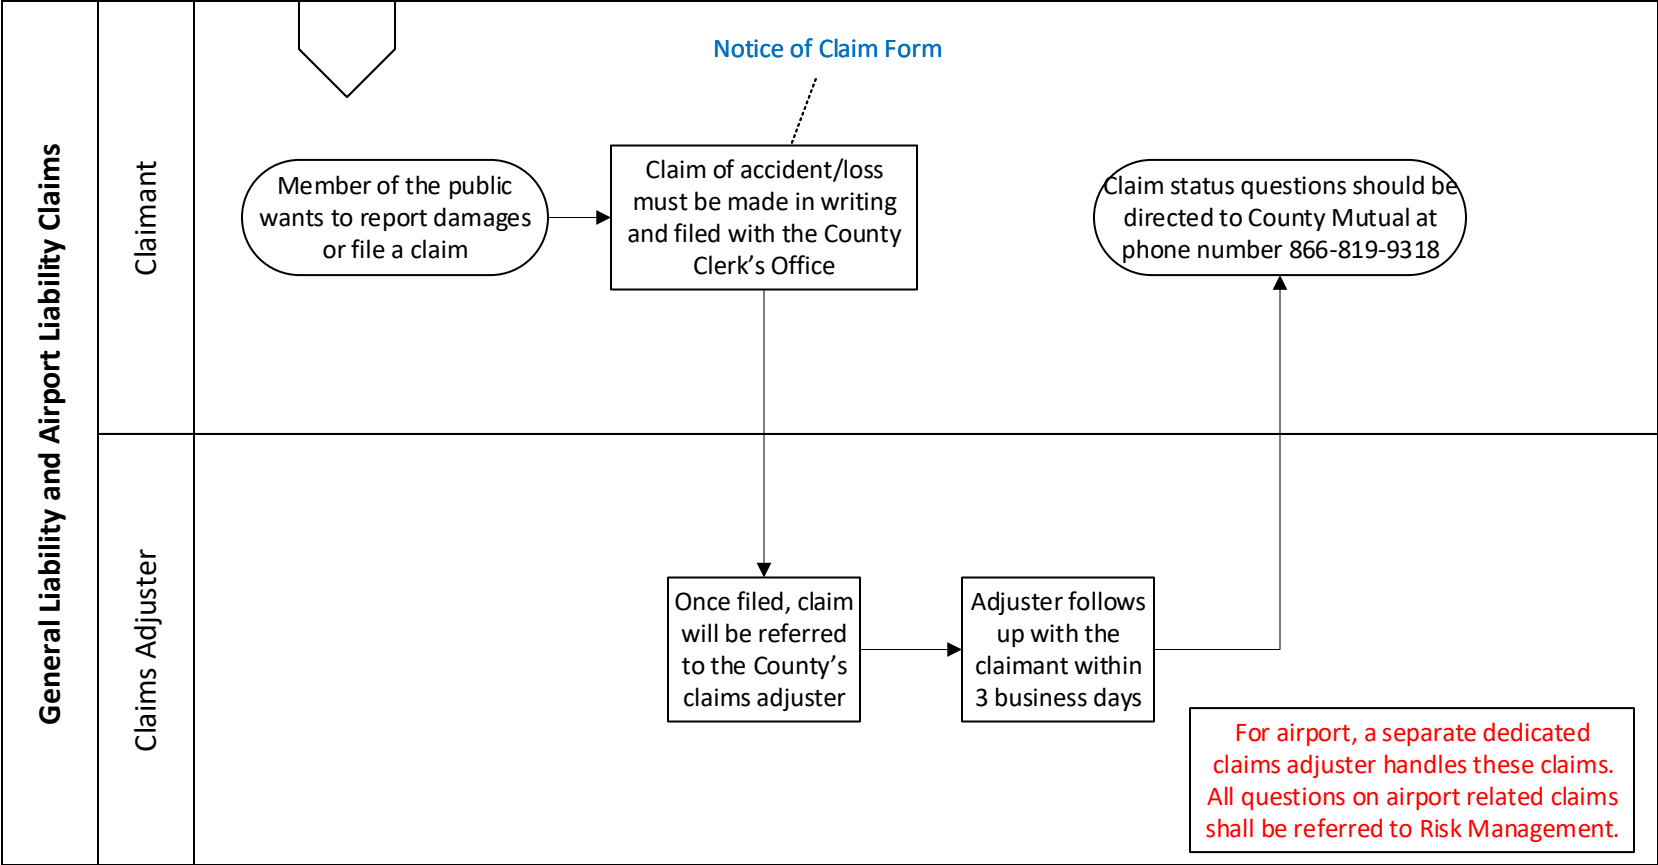 General Liability and Airport Liability Claims
Claimant
Notice of Claim Form
Member of the public
wants to report damages
or file a claim
Claim of accident/loss
must be made in writing
and filed with the County
Clerk’s Office
Claim status questions should be
directed to County Mutual at
phone number 866-819-9318
Claims Adjuster
Once filed, claim
will be referred
to the County’s
claims adjuster
Adjuster follows
up with the
claimant within
3 business days
For airport, a separate dedicated
claims adjuster handles these claims.
All questions on airport related claims
shall be referred to Risk Management.